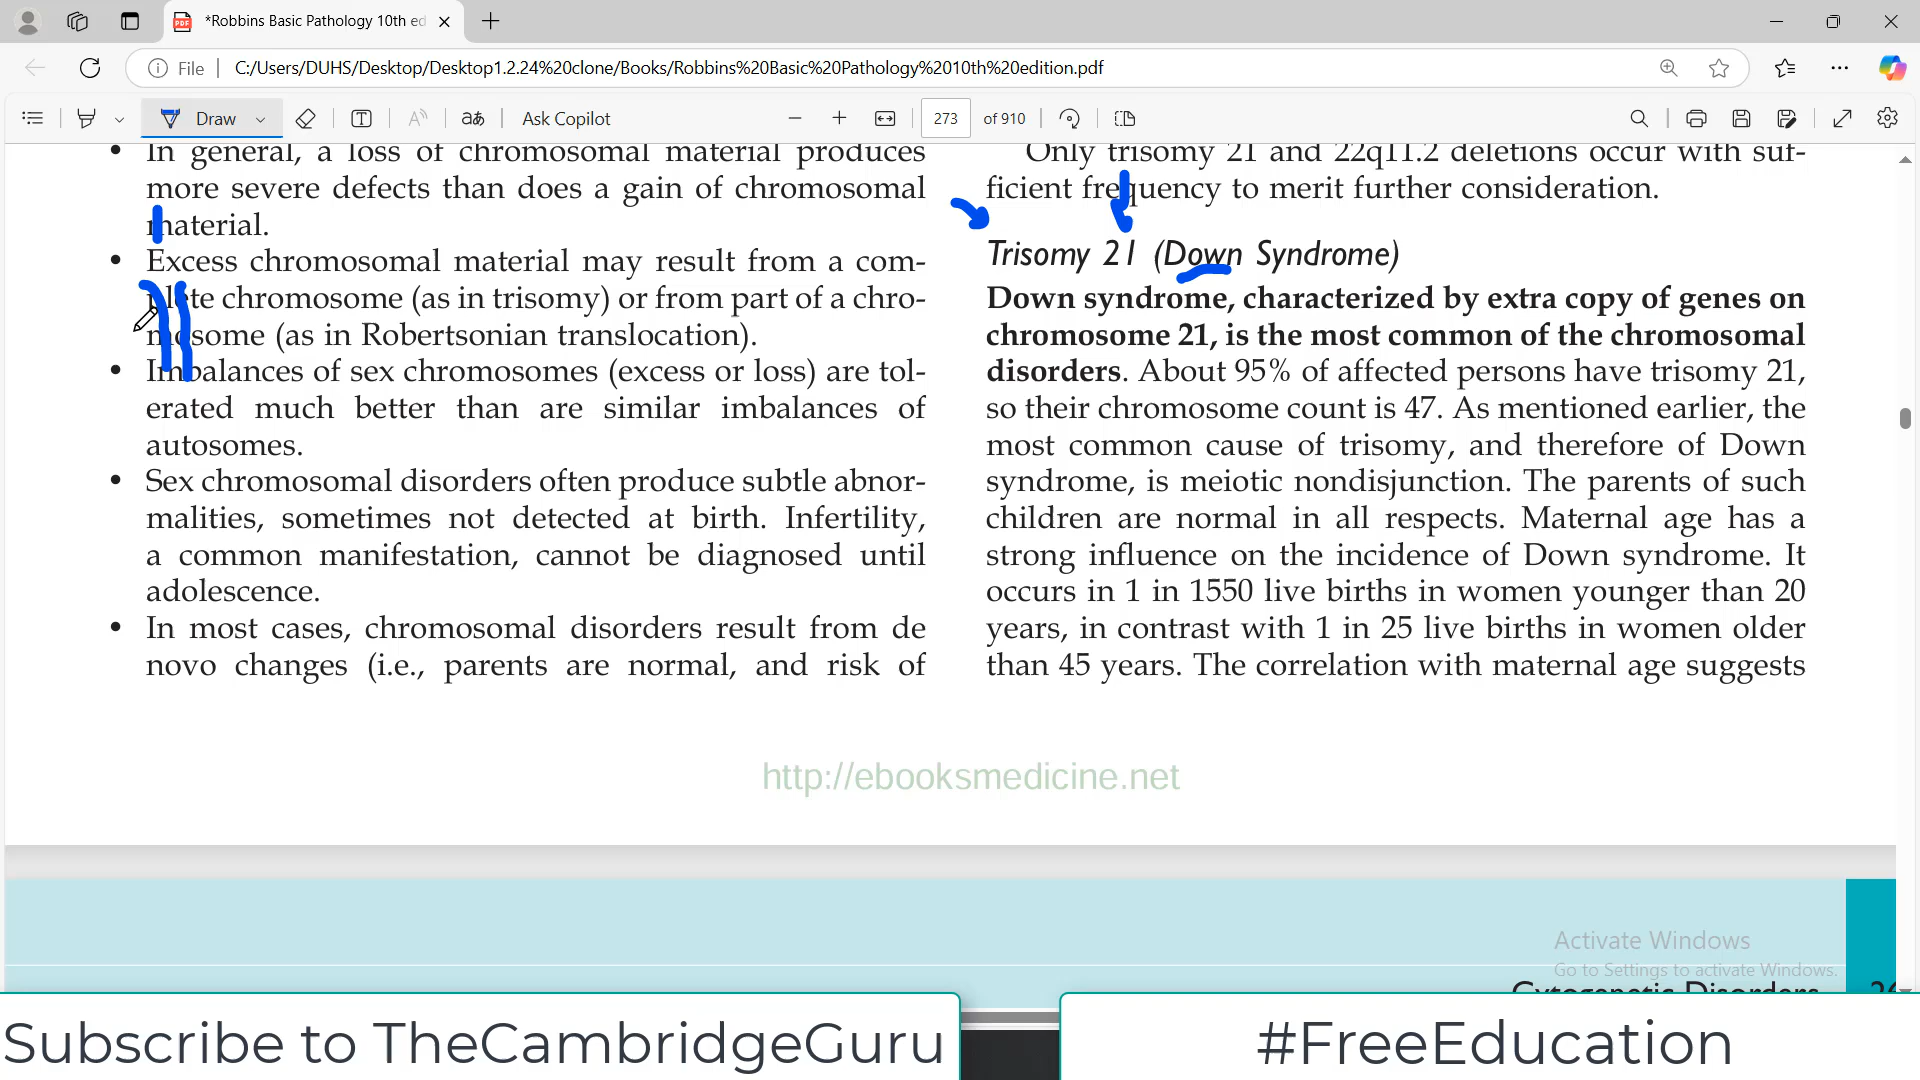 *Robbins Basic Pathology 10th ed
File
C:/Users/DUHS/Desktop/Desktop1.2.24%20clone/Books/Robbins%20Basic%20Pathology%2010th%20edition.pdf
Draw
aあ
Ask Copilot
273 of 910
• In general, a loss of chromosomal material produces
more severe defects than does a gain of chromosomal
material.
• Excess chromosomal material may result from a com-
plete chromosome (as in trisomy) or from part of a chro-
mosome (as in Robertsonian translocation).
• Imbalances of sex chromosomes (excess or loss) are tol-
erated much better than are similar imbalances of
autosomes.
• Sex chromosomal disorders often produce subtle abnor-
malities, sometimes not detected at birth. Infertility,
a common manifestation, cannot be diagnosed until
adolescence.
• In most cases, chromosomal disorders result from de
novo changes (i.e., parents are normal, and risk of
Only trisomy 21 and 22q11.2 deletions occur with suf-
ficient frequency to merit further consideration.
Trisomy 21 (Down Syndrome)
Down syndrome, characterized by extra copy of genes on
chromosome 21, is the most common of the chromosomal
disorders. About 95% of affected persons have trisomy 21,
so their chromosome count is 47. As mentioned earlier, the
most common cause of trisomy, and therefore of Down
syndrome, is meiotic nondisjunction. The parents of such
children are normal in all respects. Maternal age has a
strong influence on the incidence of Down syndrome. It
occurs in 1 in 1550 live births in women younger than 20
years, in contrast with 1 in 25 live births in women older
than 45 years. The correlation with maternal age suggests
http://ebooksmedicine.net
Activate Windows
Go to Settings to activate Windows.
Cytogenetic Disorders
Subscribe to TheCambridgeGuru
#FreeEducation